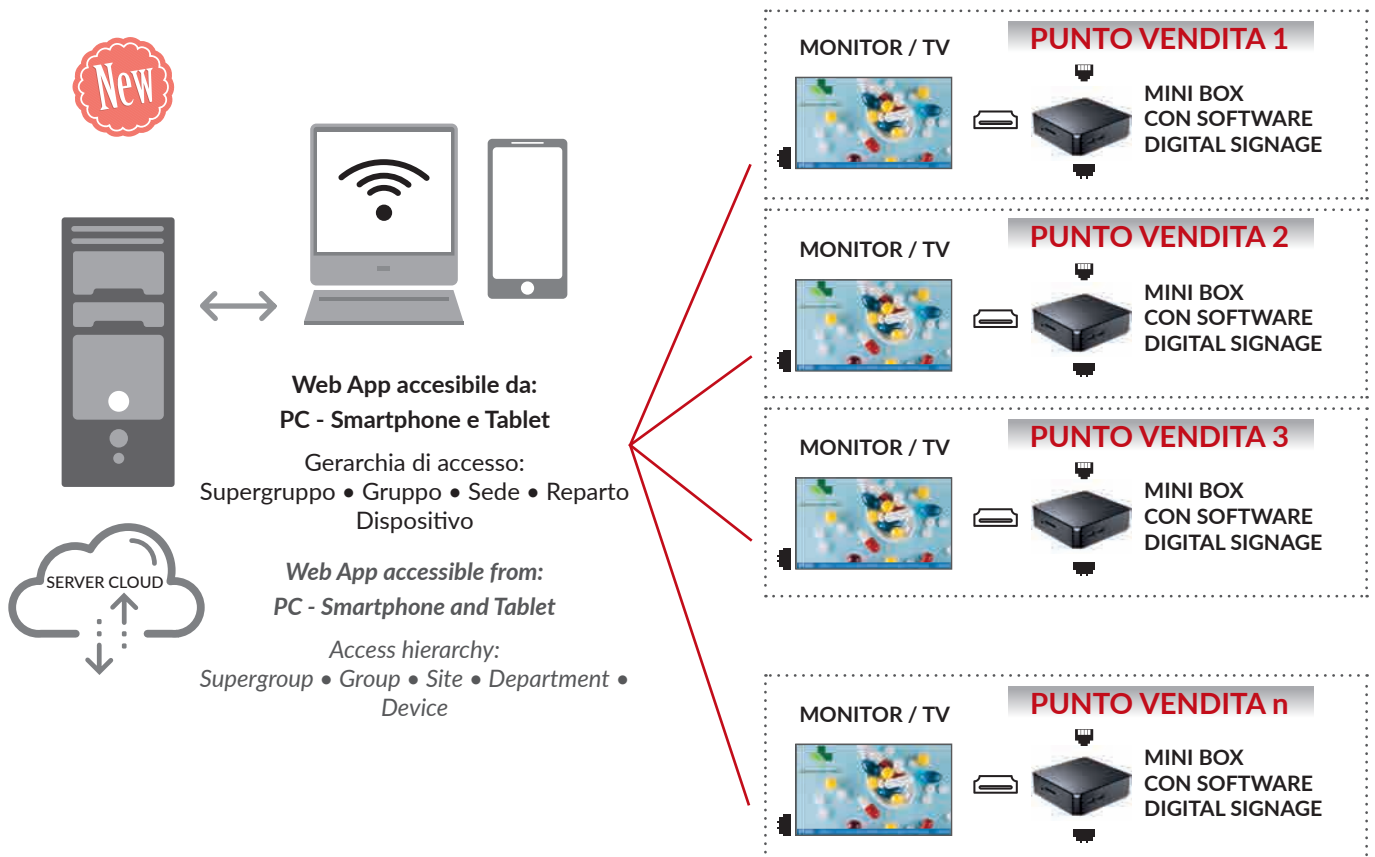 New
SERVER CLOUD
Web App accesibile da:
PC - Smartphone e Tablet
Gerarchia di accesso:
Supergruppo • Gruppo • Sede • Reparto
Dispositivo
Web App accessible from:
PC - Smartphone and Tablet
Access hierarchy:
Supergroup • Group • Site • Department •
Device
MONITOR / TV
PUNTO VENDITA 1
MINI BOX
CON SOFTWARE
DIGITAL SIGNAGE
MONITOR / TV
PUNTO VENDITA 2
MINI BOX
CON SOFTWARE
DIGITAL SIGNAGE
MONITOR / TV
PUNTO VENDITA 3
MINI BOX
CON SOFTWARE
DIGITAL SIGNAGE
MONITOR / TV
PUNTO VENDITA n
MINI BOX
CON SOFTWARE
DIGITAL SIGNAGE